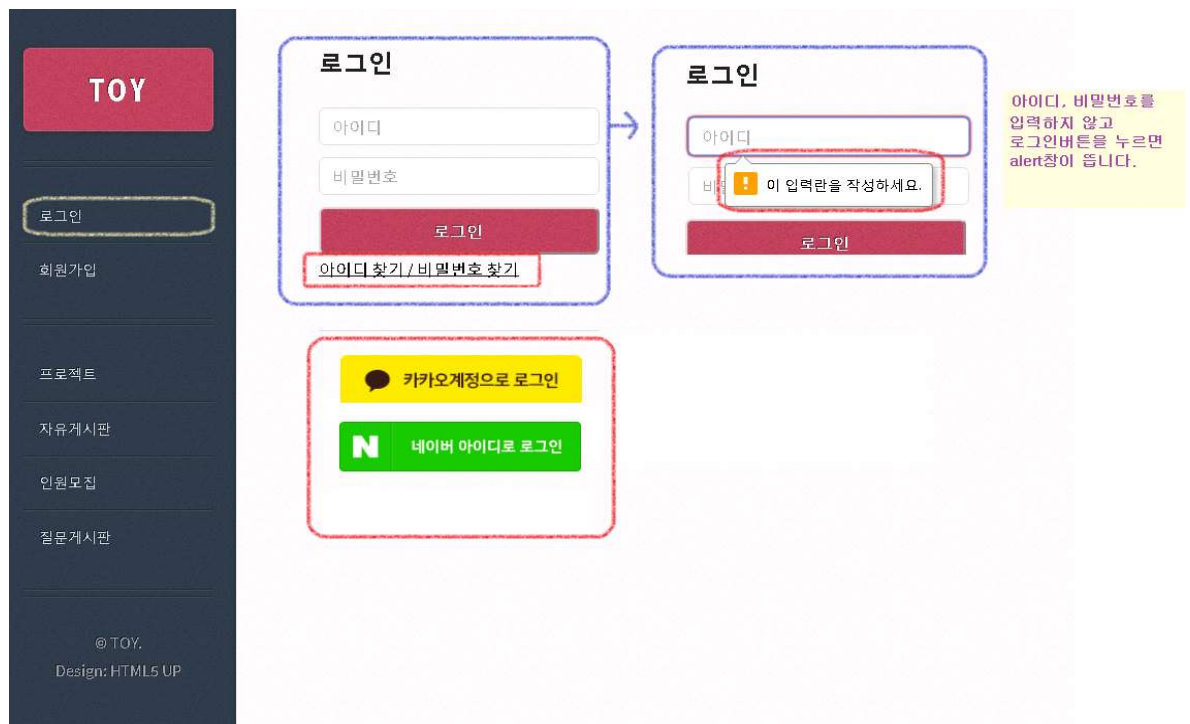 TOY
로그인
회원가입
프로젝트
자유게시판
인원모집
질문게시판
© TOY.
Design: HTML5 UP
로그인
아이디
비밀번호
로그인
아이디 찾기 / 비밀번호 찾기
카카오계정으로 로그인
N 네이버 아이디로 로그인
로그인
아이디
비
! 이 입력란을 작성하세요.
로그인
아이디, 비밀번호를
입력하지 않고
로그인버튼을 누르면
alert창이 뜹니다.